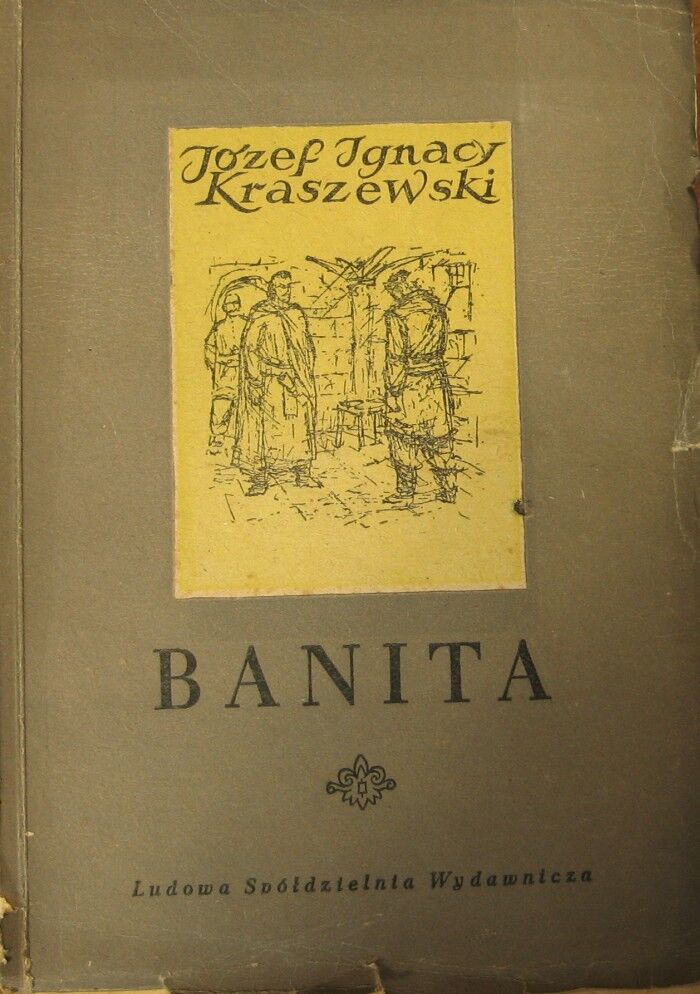 Józef Ignacy
Kraszewski
BANITA
Ludowa Spółdzielnia Wydawnicza